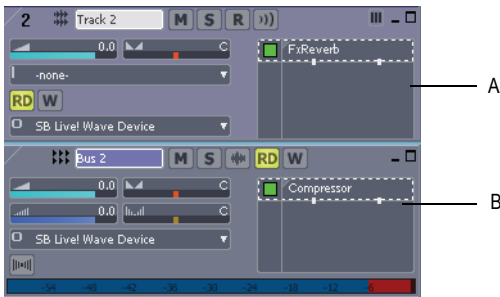 2 Track 2 M S R
0.0 C FxReverb
-none-
A
RD W
SB Live! Wave Device
Bus 2 M S RD W
0.0 C Compressor
0.0 C
B
SB Live! Wave Device
-54 -48 -42 -36 -30 -24 -18 -12 -6